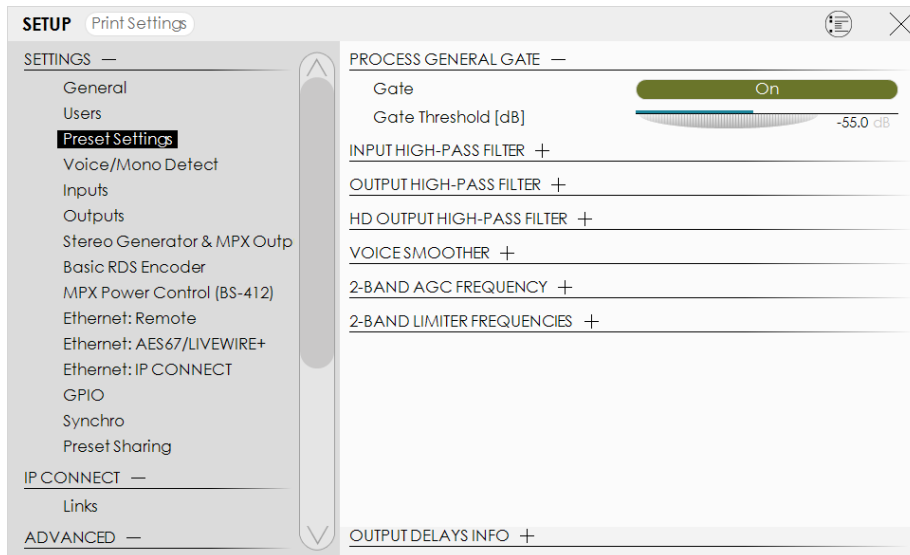 SETUP Print Settings
SETTINGS —
General
Users
Preset Settings
Voice/Mono Detect
Inputs
Outputs
Stereo Generator & MPX Outp
Basic RDS Encoder
MPX Power Control (BS-412)
Ethernet: Remote
Ethernet: AES67/LIVEWIRE+
Ethernet: IP CONNECT
GPIO
Synchro
Preset Sharing
IP CONNECT —
Links
ADVANCED —
PROCESS GENERAL GATE —
Gate On
Gate Threshold [dB] -55.0 dB
INPUT HIGH-PASS FILTER +
OUTPUT HIGH-PASS FILTER +
HD OUTPUT HIGH-PASS FILTER +
VOICE SMOOTHER +
2-BAND AGC FREQUENCY +
2-BAND LIMITER FREQUENCIES +
OUTPUT DELAYS INFO +